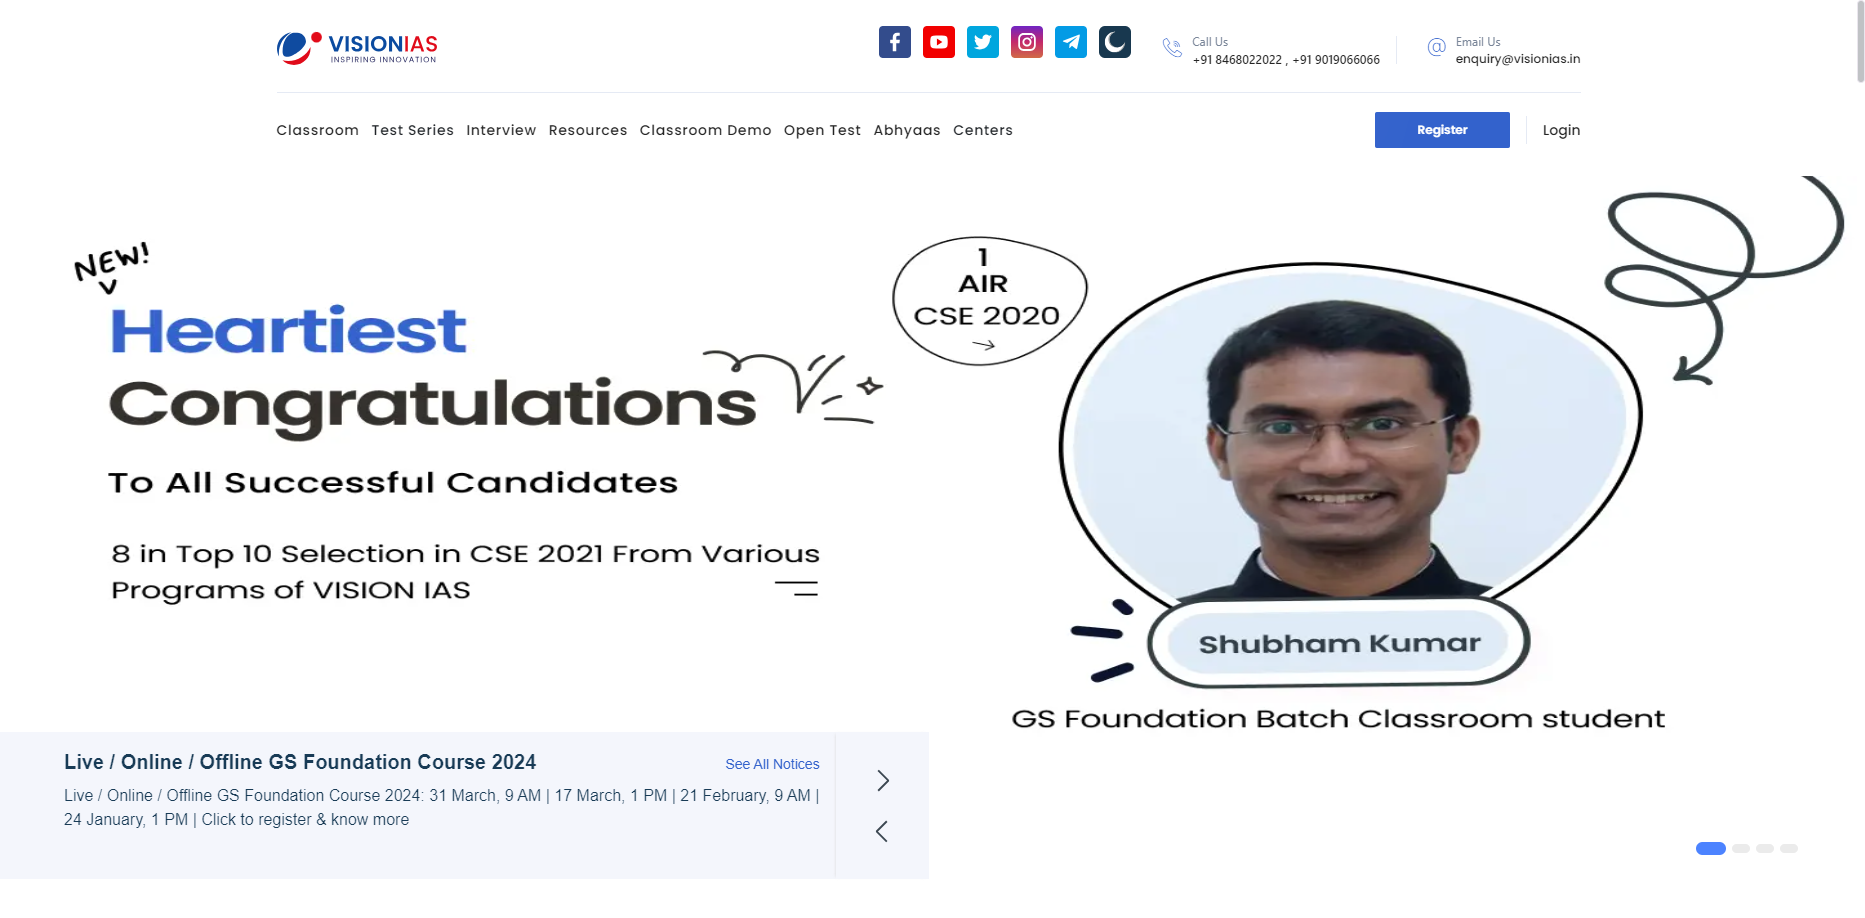 VISIONIAS
INSPIRING INNOVATION
Call Us
+91 8468022022 , +91 9019066066
Email Us
enquiry@visionias.in
Classroom Test Series Interview Resources Classroom Demo Open Test Abhyaas Centers
Register
Login
NEW!
Heartiest
Congratulations
To All Successful Candidates
8 in Top 10 Selection in CSE 2021 From Various
Programs of VISION IAS
1
AIR
CSE 2020
Shubham Kumar
GS Foundation Batch Classroom student
Live / Online / Offline GS Foundation Course 2024
See All Notices
Live / Online / Offline GS Foundation Course 2024: 31 March, 9 AM | 17 March, 1 PM | 21 February, 9 AM |
24 January, 1 PM | Click to register & know more